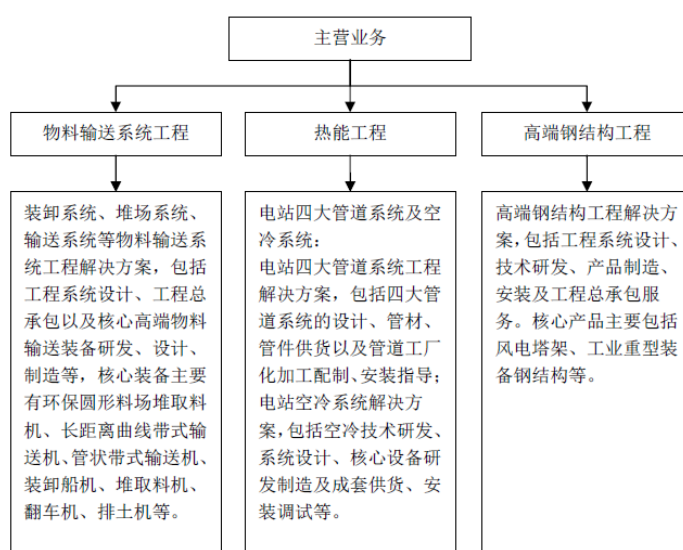 主营业务
物料输送系统工程
热能工程
高端钢结构工程
装卸系统、堆场系统、
输送系统等物料输送系
统工程解决方案，包括
工程系统设计、工程总
承包以及核心高端物料
输送装备研发、设计、
制造等，核心装备主要
有环保圆形料场堆取料
机、长距离曲线带式输
送机、管状带式输送机、
装卸船机、堆取料机、
翻车机、排土机等。
电站四大管道系统及空
冷系统：
电站四大管道系统工程
解决方案，包括四大管
道系统的设计、管材、
管件供货以及管道工厂
化加工配制、安装指导；
电站空冷系统解决方
案，包括空冷技术研发、
系统设计、核心设备研
发制造及成套供货、安
装调试等。
高端钢结构工程解决方
案，包括工程系统设计、
技术研发、产品制造、
安装及工程总承包服
务。核心产品主要包括
风电塔架、工业重型装
备钢结构等。